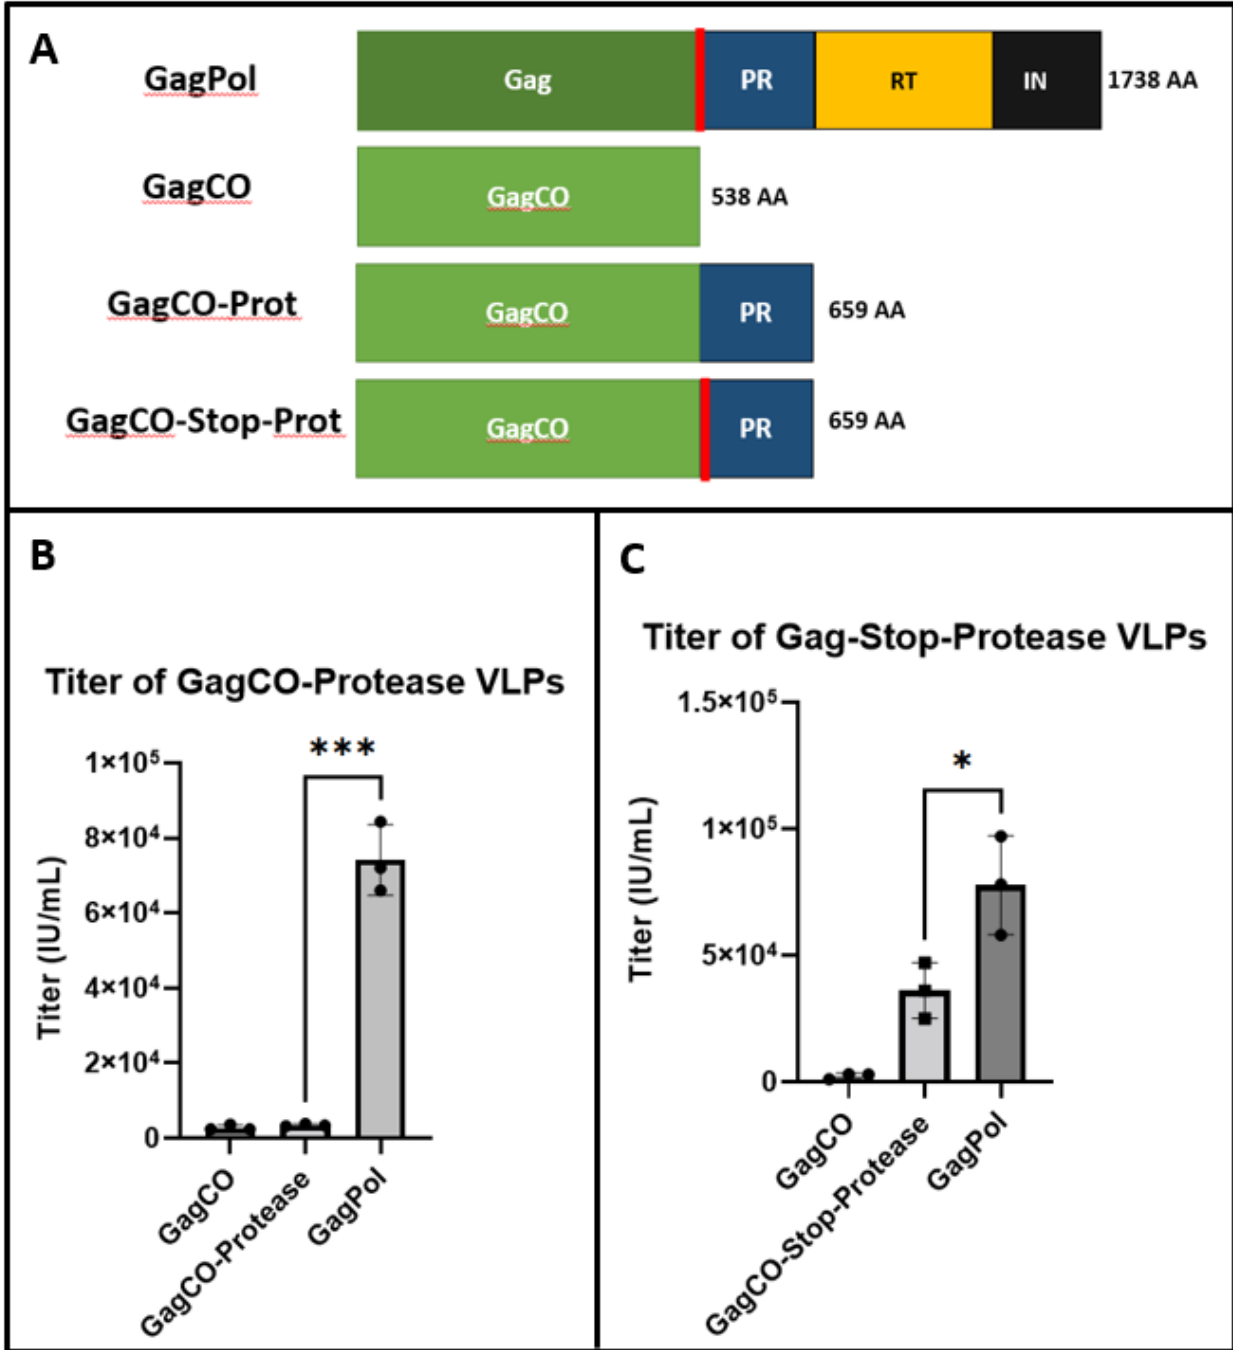 A
GagPol
Gag
PR
RT
IN
1738 AA
GagCO
GagCO
538 AA
GagCO-Prot
GagCO
PR
659 AA
GagCO-Stop-Prot
GagCO
PR
659 AA
B
Titer of GagCO-Protease VLPs
Titer (IU/mL)
1×10⁵
8×10⁴
6×10⁴
4×10⁴
2×10⁴
0
***
GagCO
GagCO-Protease
GagPol
C
Titer of Gag-Stop-Protease VLPs
Titer (IU/mL)
1.5×10⁵
1×10⁵
5×10⁴
0
*
GagCO
GagCO-Stop-Protease
GagPol